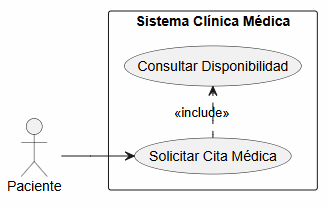 Sistema Clínica Médica
Consultar Disponibilidad
«include»
Solicitar Cita Médica
Paciente